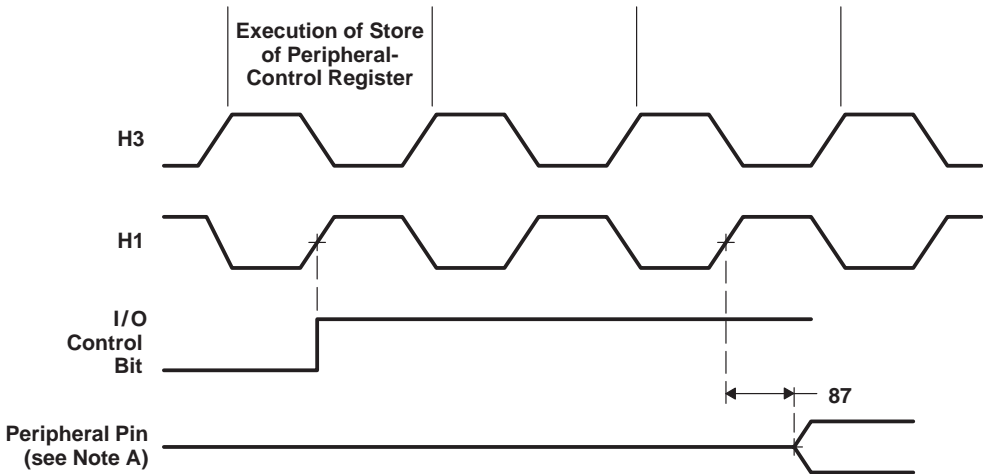 Execution of Store
of Peripheral-
Control Register
H3
H1
I/O
Control
Bit
87
Peripheral Pin
(see Note A)